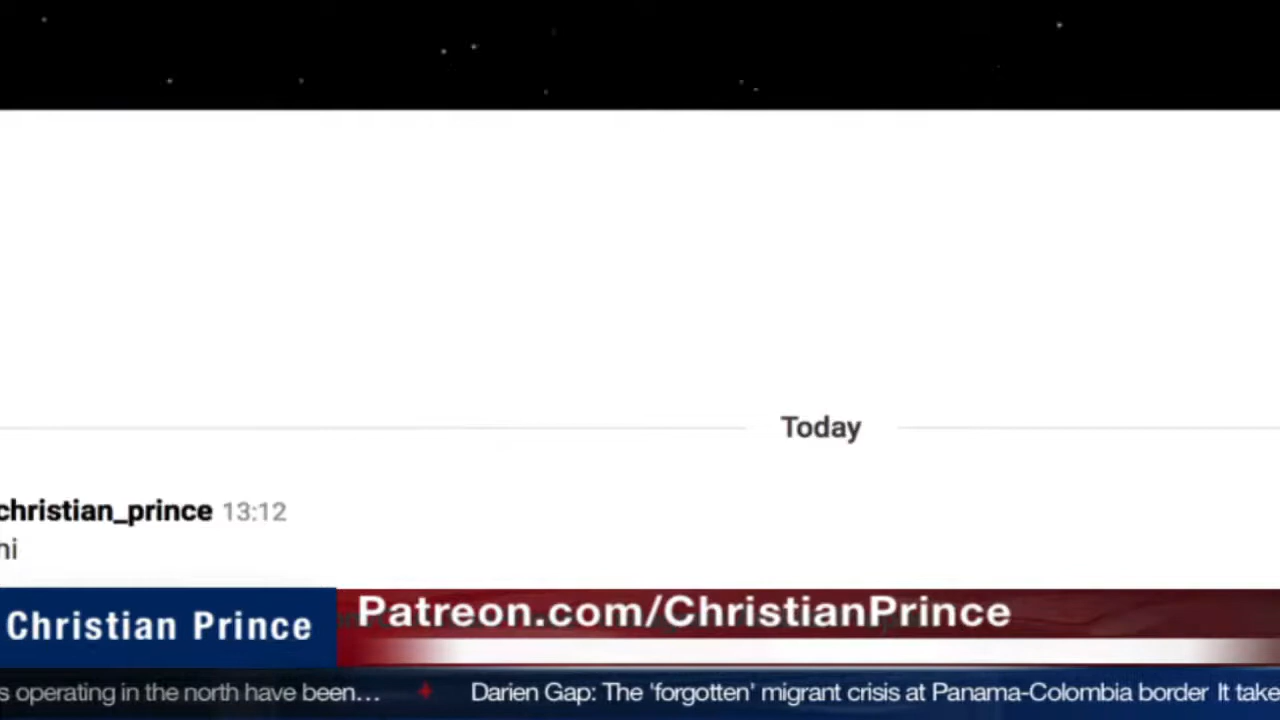 Today
christian_prince 13:12
hi
Christian Prince
Patreon.com/ChristianPrince
s operating in the north have been...
Darien Gap: The 'forgotten' migrant crisis at Panama-Colombia border It take